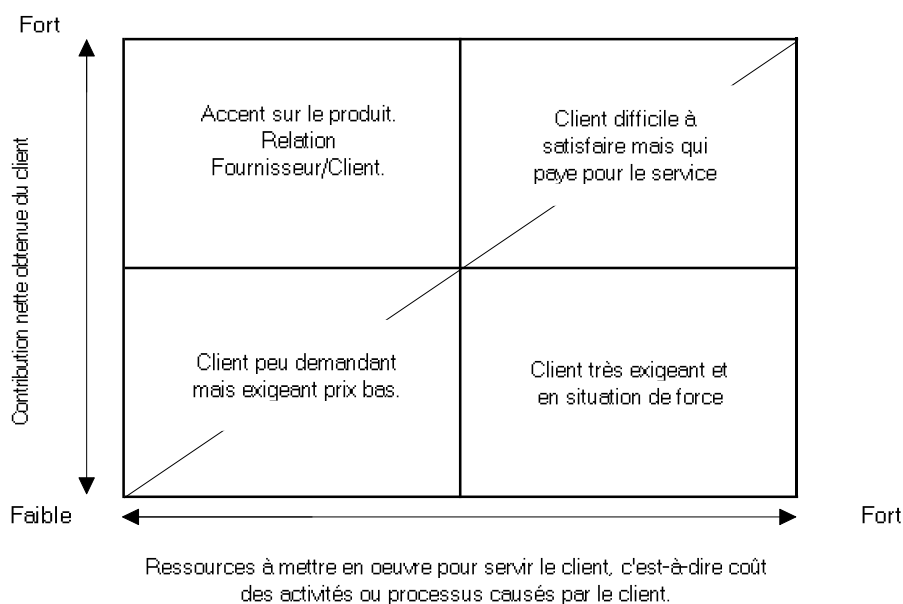 Fort
Contribution nette obtenue du client
Accent sur le produit.
Relation
Fournisseur/Client.
Client difficile à
satisfaire mais qui
paye pour le service
Client peu demandant
mais exigeant prix bas.
Client très exigeant et
en situation de force
Faible
Fort
Ressources à mettre en oeuvre pour servir le client, c'est-à-dire coût
des activités ou processus causés par le client.